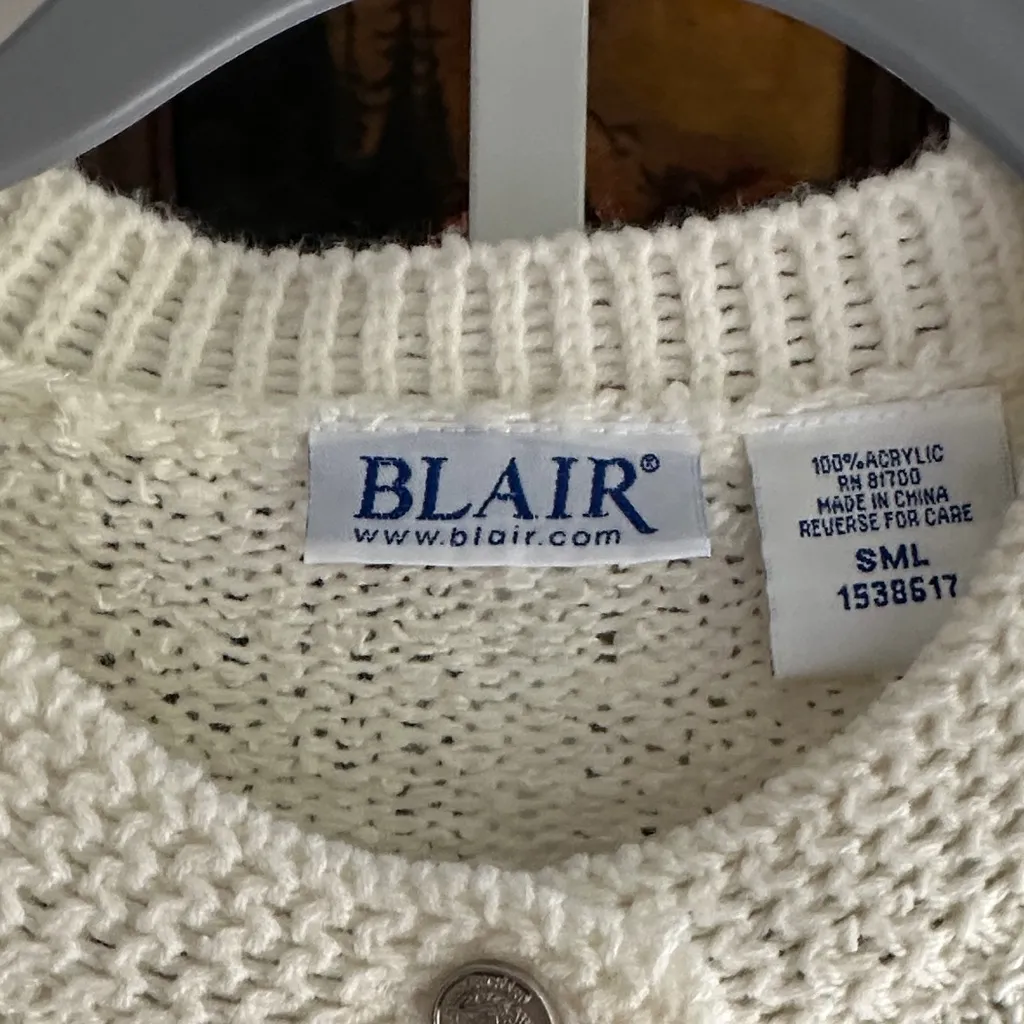 BLAIR®
www.blair.com
100% ACRYLIC
RN 81700
MADE IN CHINA
REVERSE FOR CARE
SML
1538617